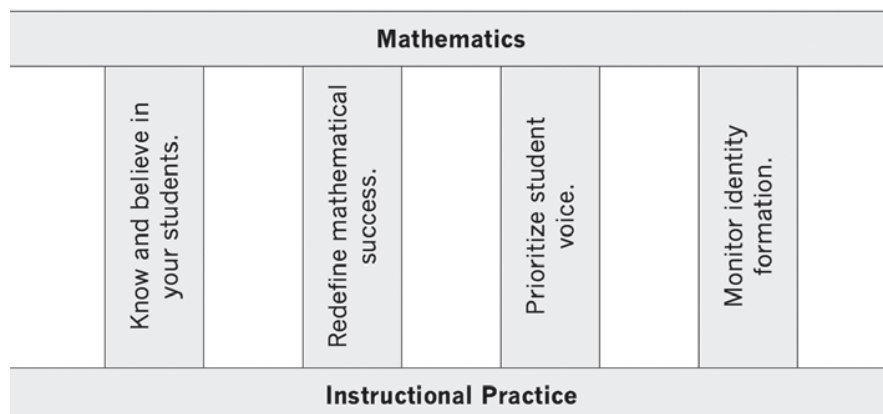 Mathematics
Know and believe in
your students.
Redefine mathematical
success.
Prioritize student
voice.
Monitor identity
formation.
Instructional Practice